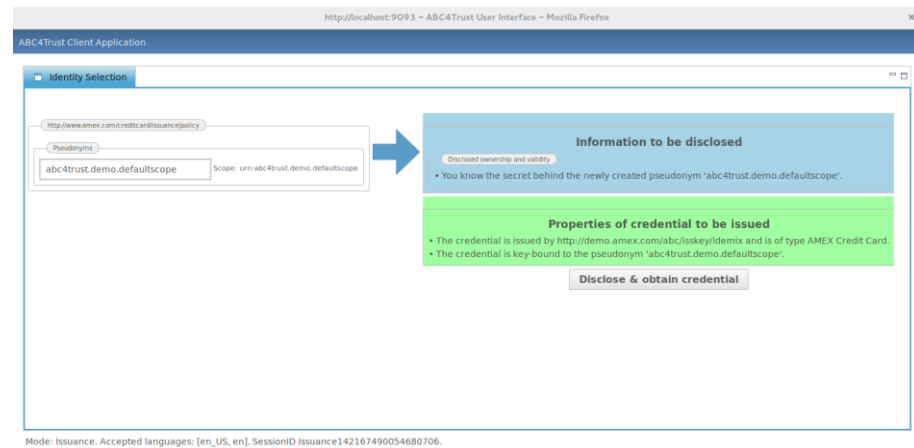 http://localhost:9093 - ABC4Trust User Interface - Mozilla Firefox
ABC4Trust Client Application
Identity Selection
http://www.amex.com/creditcard/issuance/policy
Pseudonyms
abc4trust.demo.defaultscope
Scope: urn:abc4trust.demo.defaultscope
Information to be disclosed
Disclosed ownership and validity
• You know the secret behind the newly created pseudonym 'abc4trust.demo.defaultscope'.
Properties of credential to be issued
• The credential is issued by http://demo.amex.com/abc/isskey/idemix and is of type AMEX Credit Card.
• The credential is key-bound to the pseudonym 'abc4trust.demo.defaultscope'.
Disclose & obtain credential
Mode: Issuance. Accepted languages: [en_US, en]. SessionID Issuance142167490054680706.